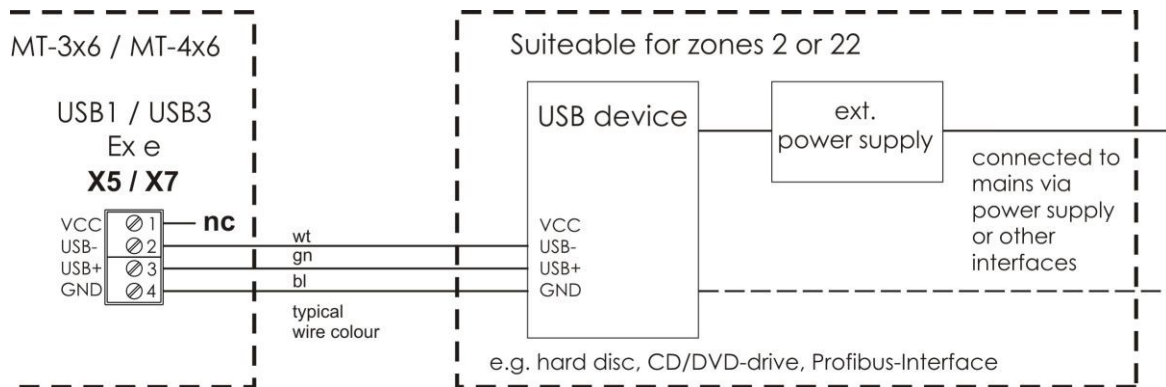 MT-3x6 / MT-4x6
USB1 / USB3
Ex e
X5 / X7
VCC 1 nc
USB- 2
USB+ 3
GND 4
wt
gn
bl
typical
wire colour
Suiteable for zones 2 or 22
USB device
VCC
USB-
USB+
GND
ext.
power supply
connected to
mains via
power supply
or other
interfaces
e.g. hard disc, CD/DVD-drive, Profibus-Interface